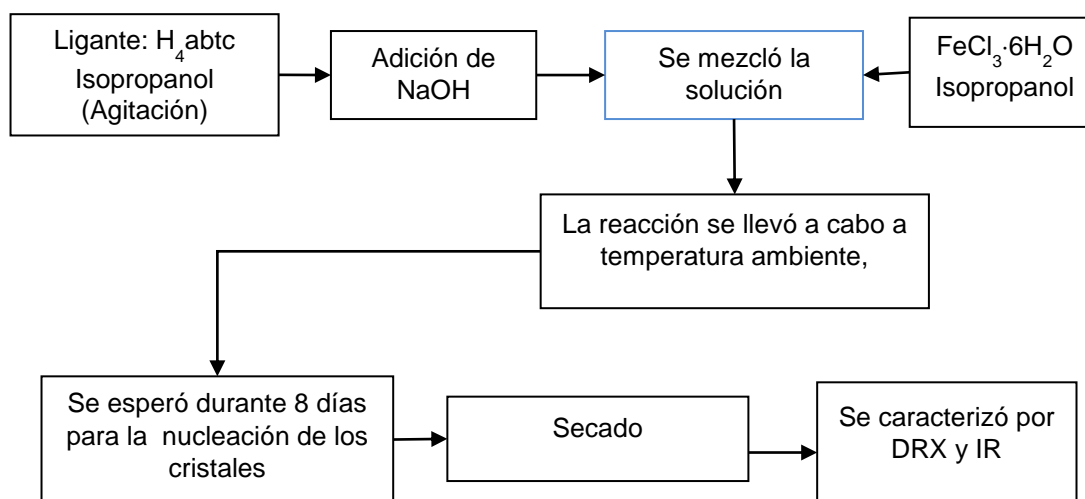 Ligante: H₄abtc
Isopropanol
(Agitación)
Adición de
NaOH
Se mezcló la
solución
FeCl₃·6H₂O
Isopropanol
La reacción se llevó a cabo a
temperatura ambiente,
Se esperó durante 8 días
para la  nucleación de los
cristales
Secado
Se caracterizó por
DRX y IR